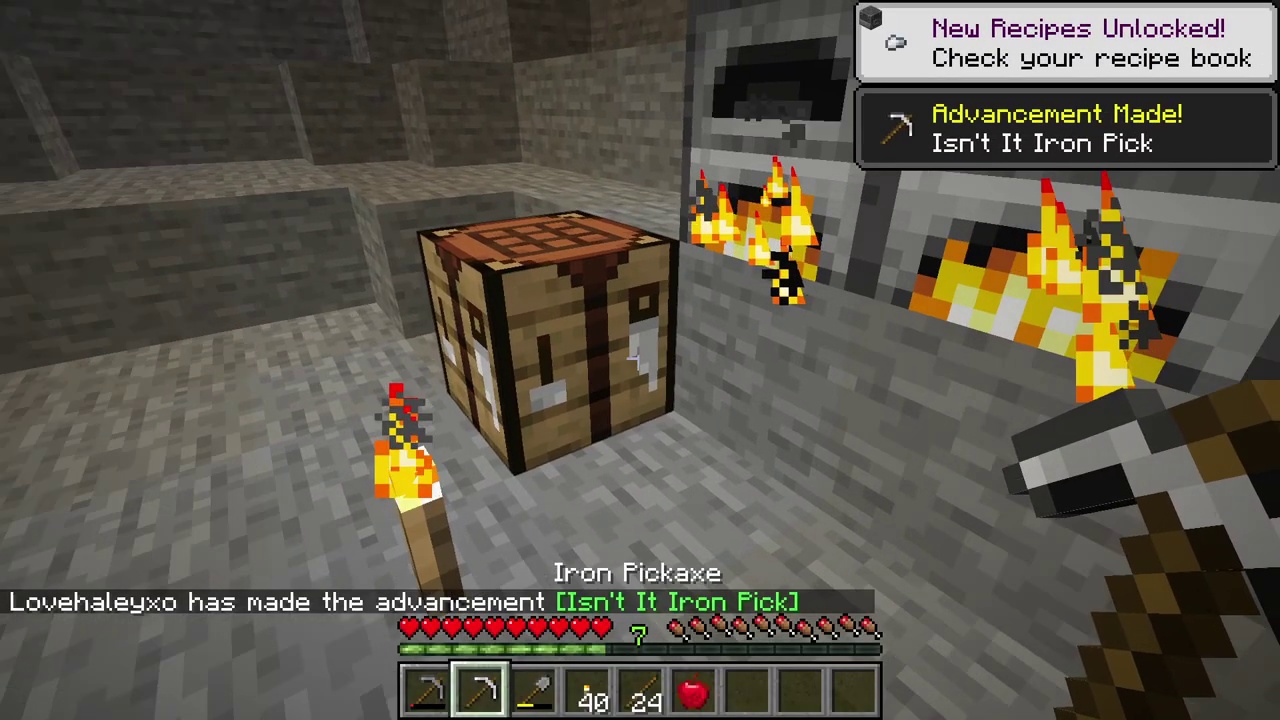 New Recipes Unlocked!
Check your recipe book
Advancement Made!
Isn't It Iron Pick
Iron Pickaxe
Lovehaleyxo has made the advancement [Isn't It Iron Pick]
7
40
24